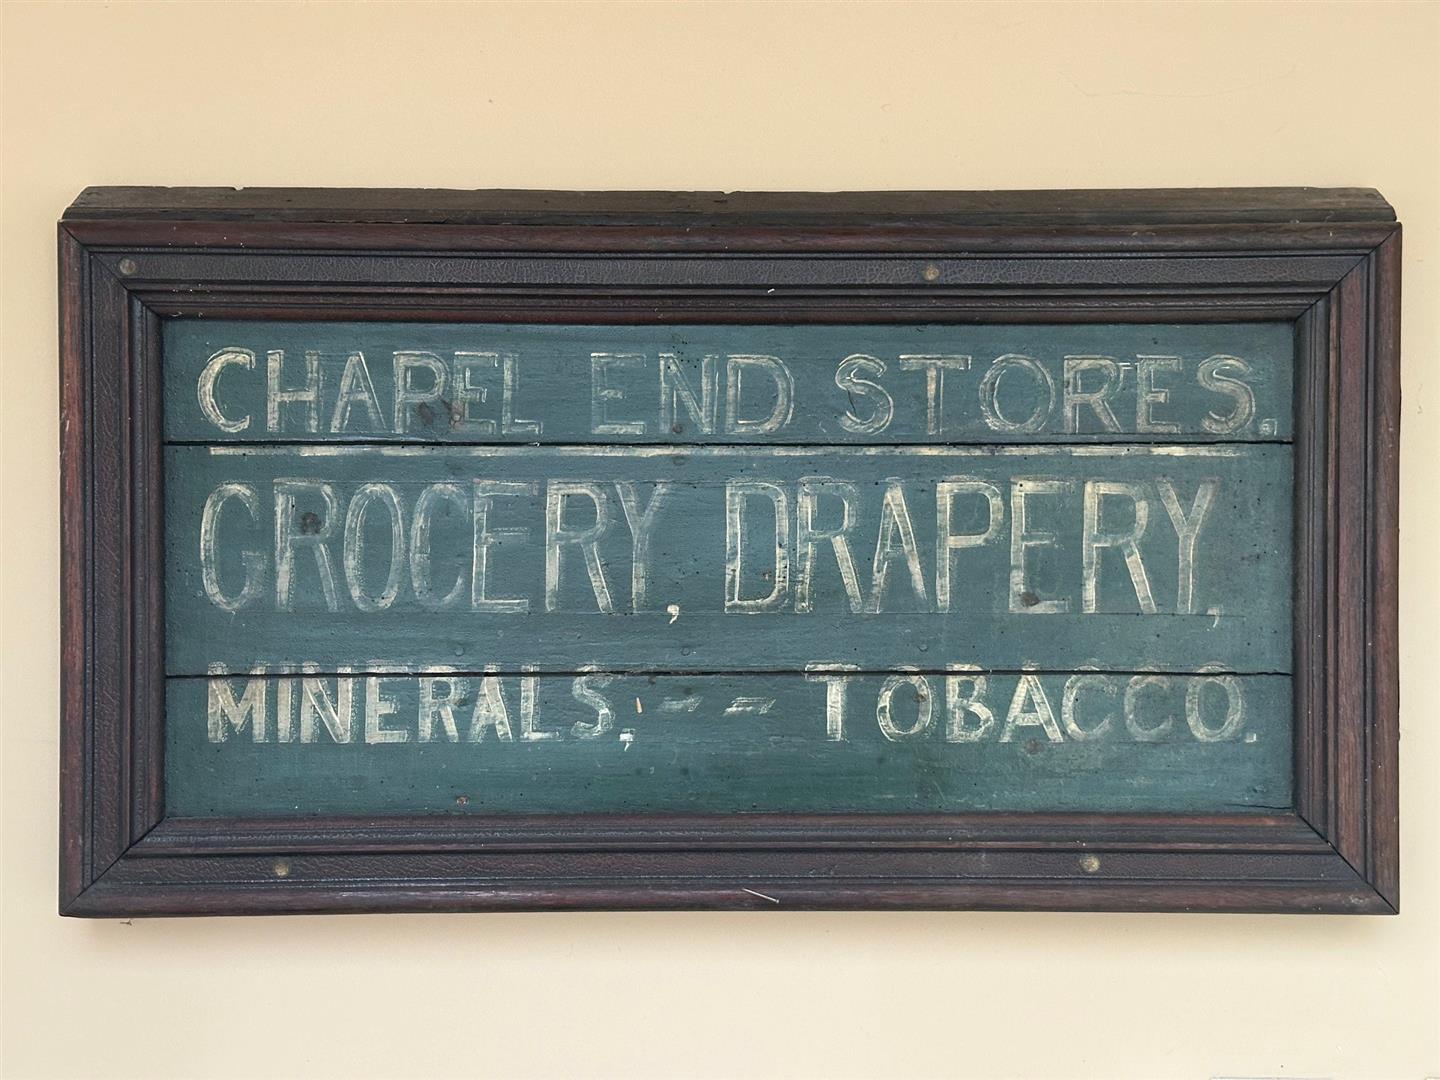 CHAPEL END STORES.
GROCERY, DRAPERY,
MINERALS, -- = TOBACCO.